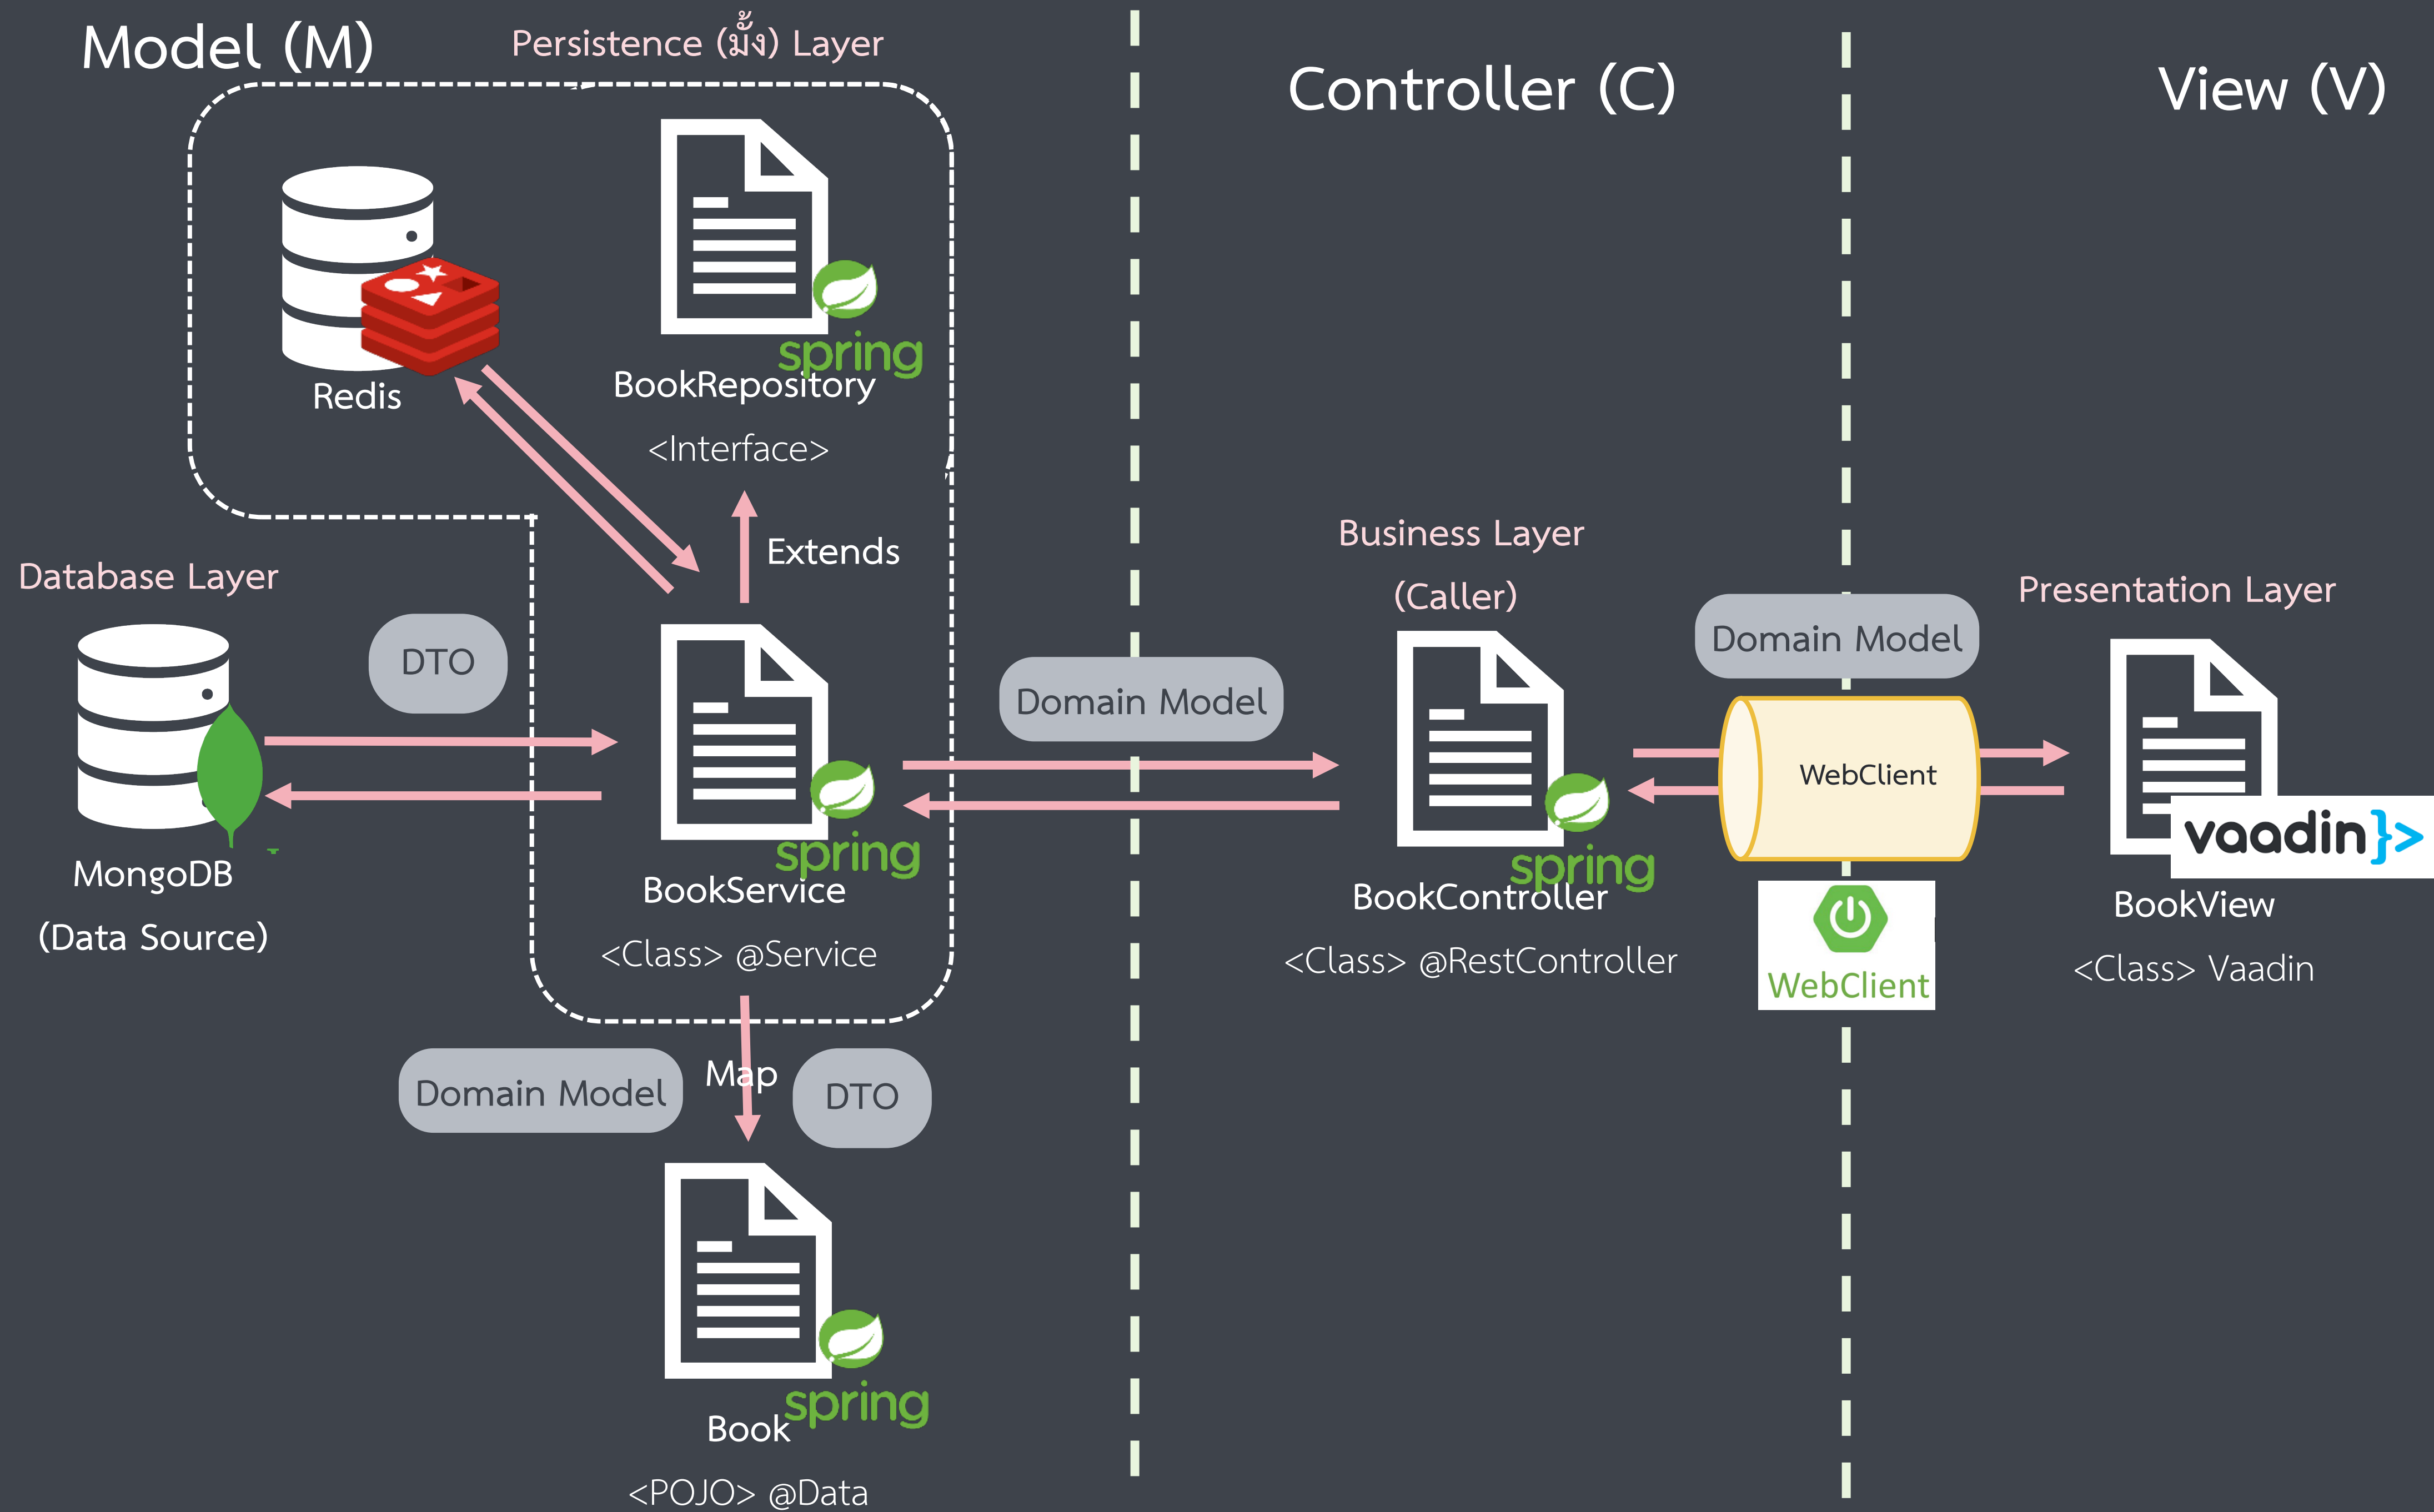 Model (M)
Persistence (มั้ง) Layer
Controller (C)
View (V)
Redis
spring
BookRepository
<Interface>
Extends
Database Layer
DTO
MongoDB
(Data Source)
spring
BookService
<Class> @Service
Domain Model
Business Layer
(Caller)
spring
BookController
<Class> @RestController
Domain Model
WebClient
WebClient
Presentation Layer
vaadin}>
BookView
<Class> Vaadin
Domain Model
Map
DTO
spring
Book
<POJO> @Data